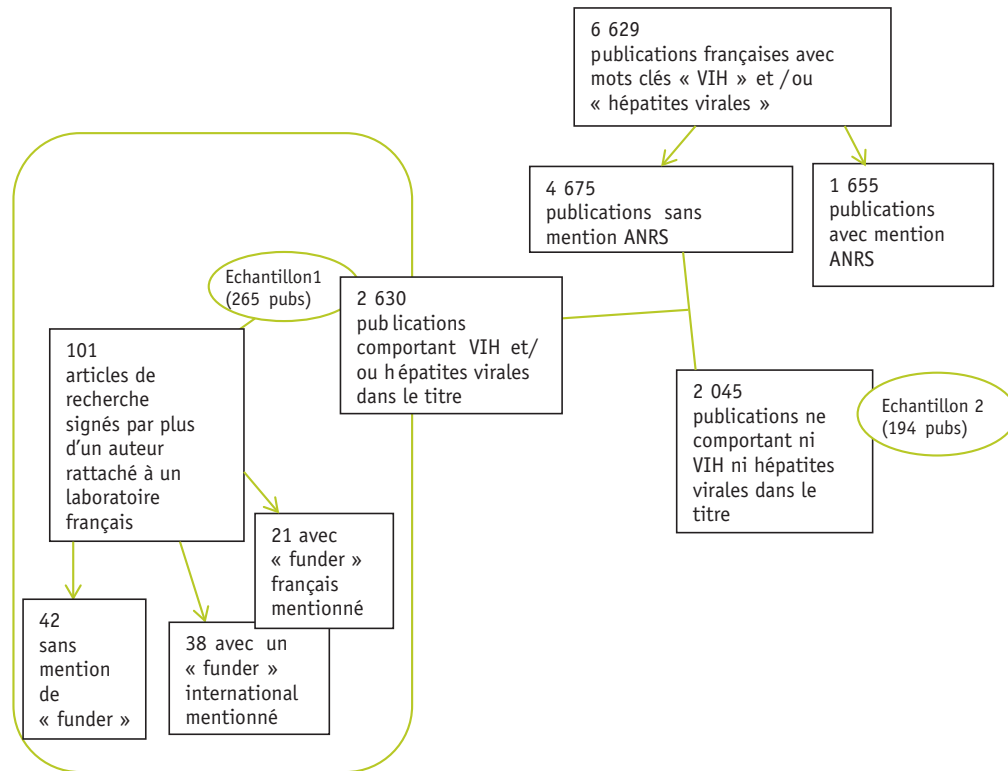 6 629
publications françaises avec
mots clés « VIH » et /ou
« hépatites virales »
4 675
publications sans
mention ANRS
1 655
publications
avec mention
ANRS
Echantillon1
(265 pubs)
2 630
publications
comportant VIH et/
ou hépatites virales
dans le titre
2 045
publications ne
comportant ni
VIH ni hépatites
virales dans le
titre
Echantillon 2
(194 pubs)
101
articles de
recherche
signés par plus
d'un auteur
rattaché à un
laboratoire
français
21 avec
« funder »
français
mentionné
42
sans
mention
de
« funder »
38 avec un
« funder »
international
mentionné